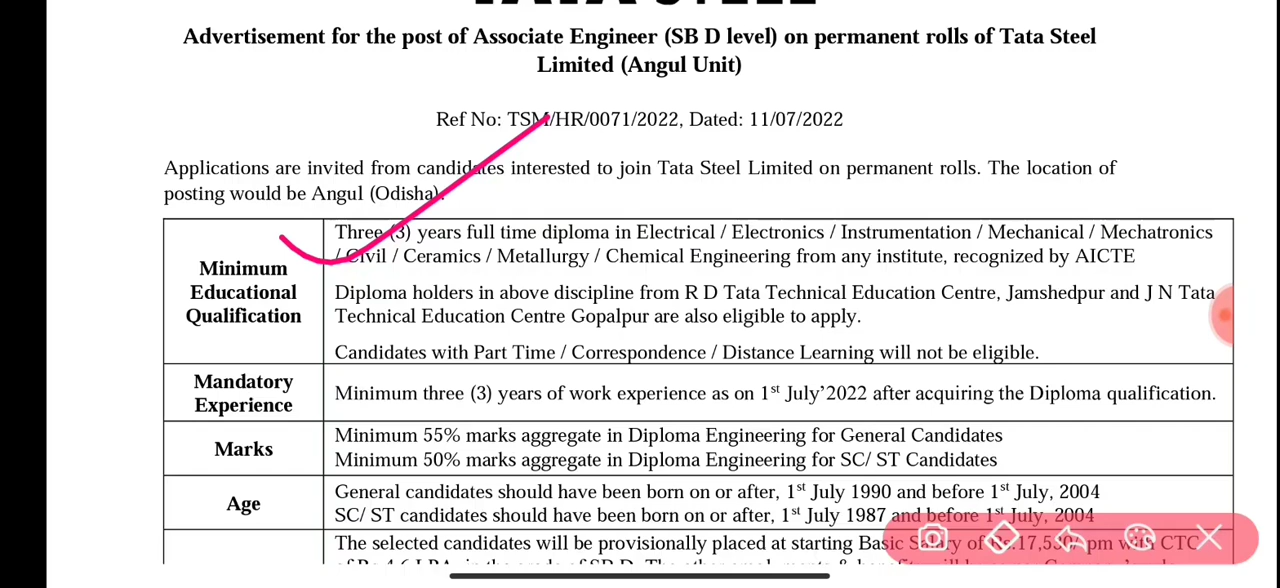 TATA STEEL
Advertisement for the post of Associate Engineer (SB D level) on permanent rolls of Tata Steel
Limited (Angul Unit)
Ref No: TSM/HR/0071/2022, Dated: 11/07/2022
Applications are invited from candidates interested to join Tata Steel Limited on permanent rolls. The location of
posting would be Angul (Odisha).
Minimum
Educational
Qualification
Three (3) years full time diploma in Electrical / Electronics / Instrumentation / Mechanical / Mechatronics
/ Civil / Ceramics / Metallurgy / Chemical Engineering from any institute, recognized by AICTE
Diploma holders in above discipline from R D Tata Technical Education Centre, Jamshedpur and J N Tata
Technical Education Centre Gopalpur are also eligible to apply.
Candidates with Part Time / Correspondence / Distance Learning will not be eligible.
Mandatory
Experience
Minimum three (3) years of work experience as on 1st July’2022 after acquiring the Diploma qualification.
Marks
Minimum 55% marks aggregate in Diploma Engineering for General Candidates
Minimum 50% marks aggregate in Diploma Engineering for SC/ ST Candidates
Age
General candidates should have been born on or after, 1st July 1990 and before 1st July, 2004
SC/ ST candidates should have been born on or after, 1st July 1987 and before 1st July, 2004
The selected candidates will be provisionally placed at starting Basic Salary of Rs.17,530/ pm with CTC